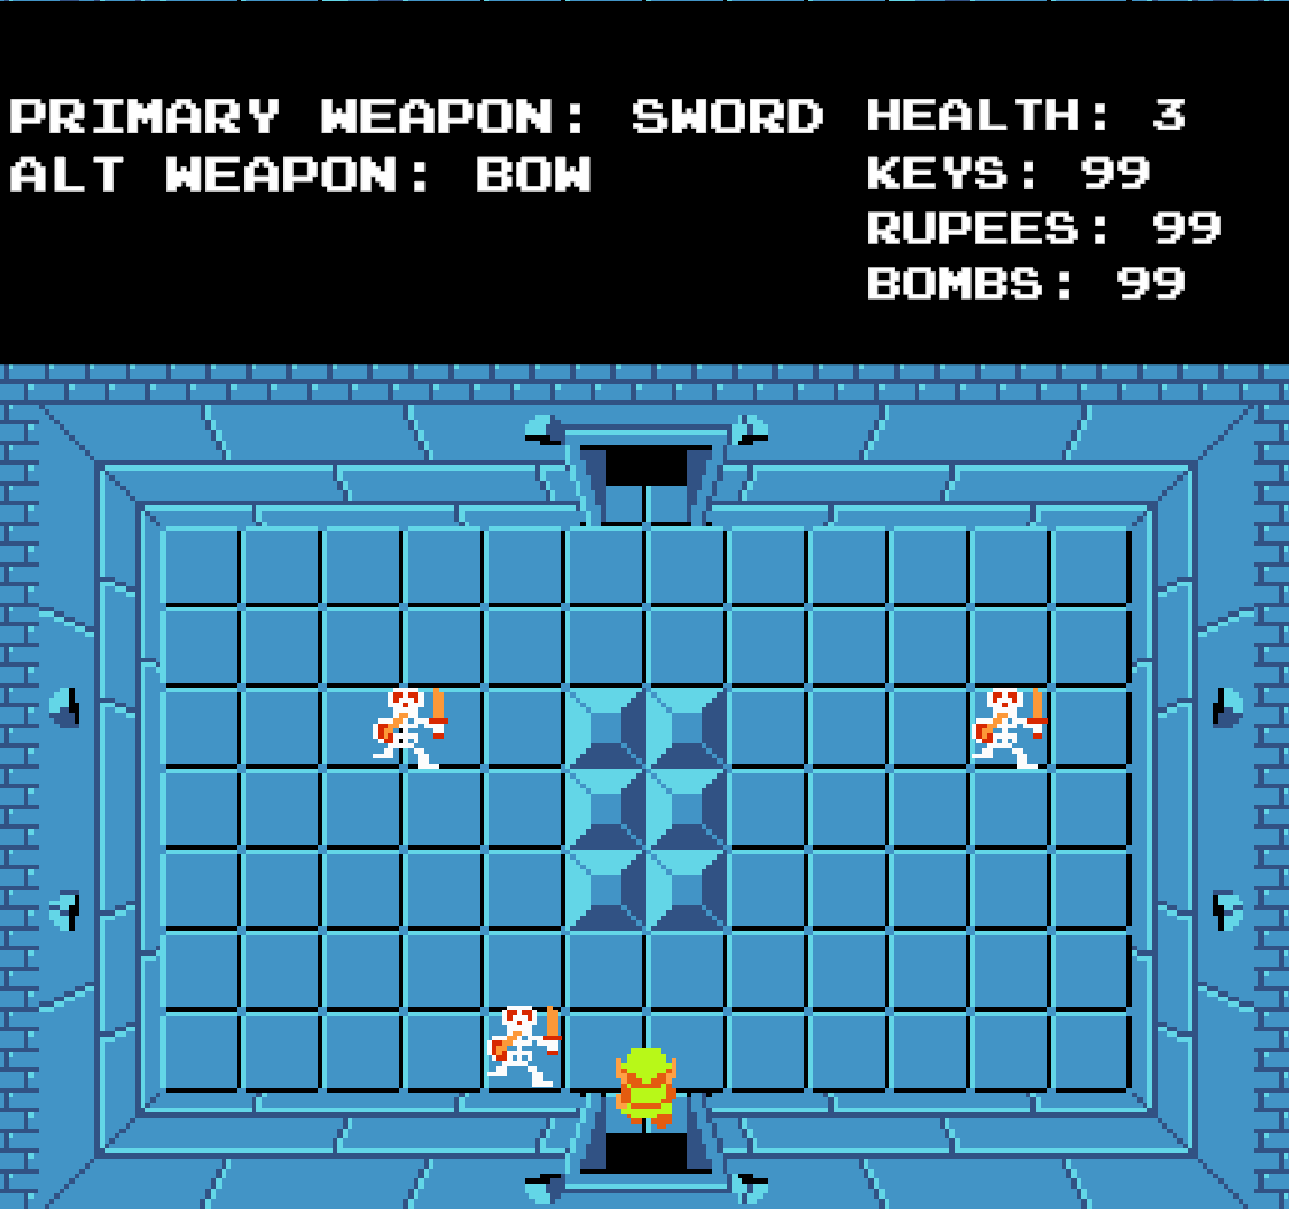 PRIMARY WEAPON: SWORD
ALT WEAPON: BOW
HEALTH: 3
KEYS: 99
RUPEES: 99
BOMBS: 99